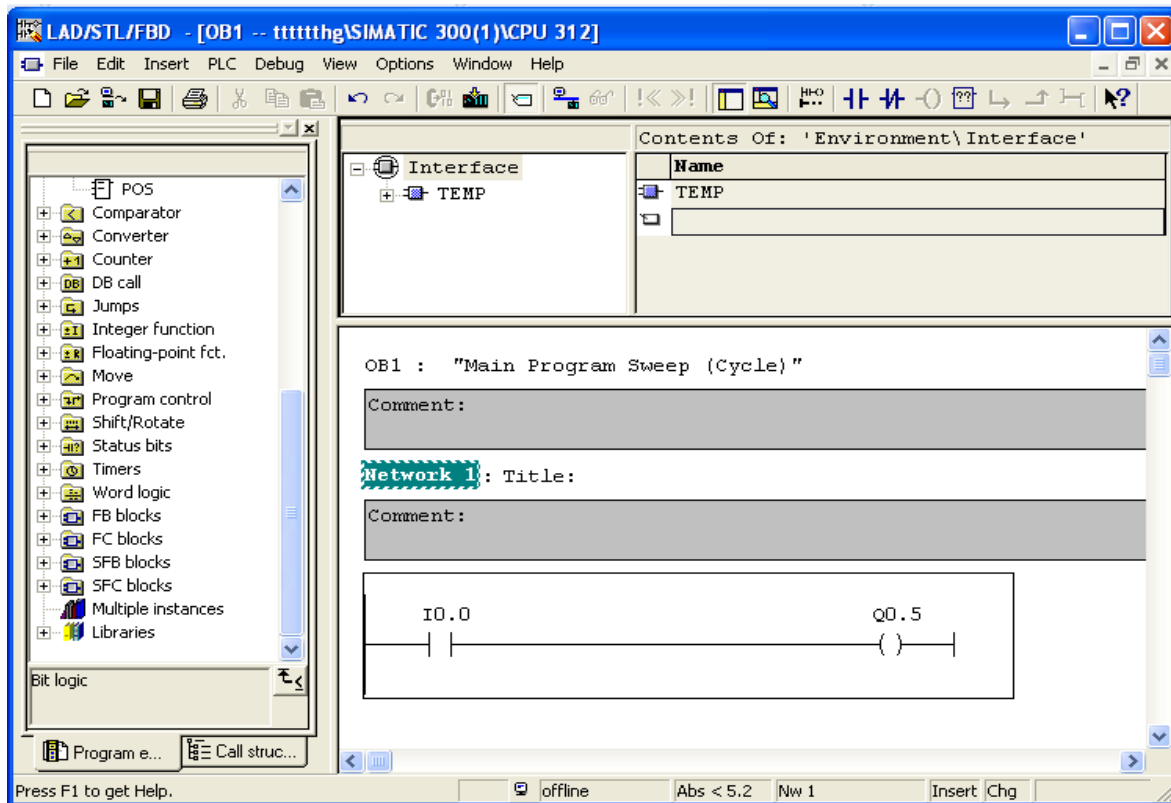 LAD/STL/FBD - [OB1 -- ttttttthg\SIMATIC 300(1)\CPU 312]
File Edit Insert PLC Debug View Options Window Help
POS
Comparator
Converter
Counter
DB call
Jumps
Integer function
Floating-point fct.
Move
Program control
Shift/Rotate
Status bits
Timers
Word logic
FB blocks
FC blocks
SFB blocks
SFC blocks
Multiple instances
Libraries
Bit logic
Program e...
Call struc...
Interface
TEMP
Contents Of: 'Environment\Interface'
Name
TEMP
OB1 : "Main Program Sweep (Cycle)"
Comment:
Network 1: Title:
Comment:
I0.0 Q0.5
Press F1 to get Help.
offline
Abs < 5.2
Nw 1
Insert
Chg